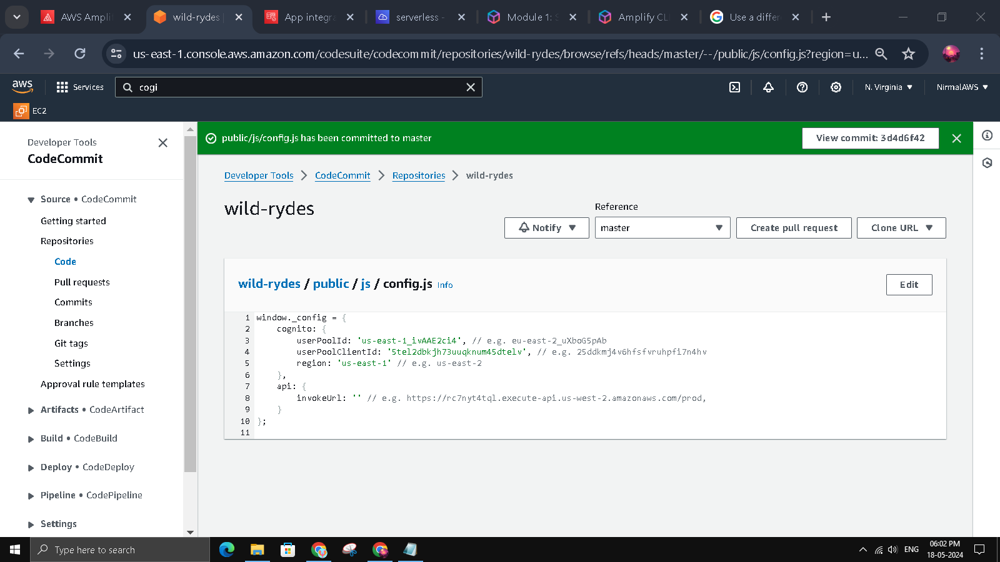 AWS Amplif
wild-rydes
App integra
serverless -
Module 1: S
Amplify CLI
Use a differ
us-east-1.console.aws.amazon.com/codesuite/codecommit/repositories/wild-rydes/browse/refs/heads/master/--/public/js/config.js?region=u...
aws
Services
cogi
N. Virginia
NirmalAWS
EC2
Developer Tools
CodeCommit
Source • CodeCommit
Getting started
Repositories
Code
Pull requests
Commits
Branches
Git tags
Settings
Approval rule templates
Artifacts • CodeArtifact
Build • CodeBuild
Deploy • CodeDeploy
Pipeline • CodePipeline
Settings
public/js/config.js has been committed to master
View commit: 3d4d6f42
Developer Tools > CodeCommit > Repositories > wild-rydes
wild-rydes
Reference
Notify
master
Create pull request
Clone URL
wild-rydes / public / js / config.js Info
Edit
1 window._config = {
2 cognito: {
3 userPoolId: 'us-east-1_ivAAE2ci4', // e.g. eu-east-2_uXboG5pAb
4 userPoolClientId: '5tel2dbkjh73uuqknum45dtelv', // e.g. 25ddkmj4v6hfsfvruhpfi7n4hv
5 region: 'us-east-1' // e.g. us-east-2
6 },
7 api: {
8 invokeUrl: '' // e.g. https://rc7nyt4tql.execute-api.us-west-2.amazonaws.com/prod,
9 }
10 };
11
Type here to search
ENG
06:02 PM
18-05-2024